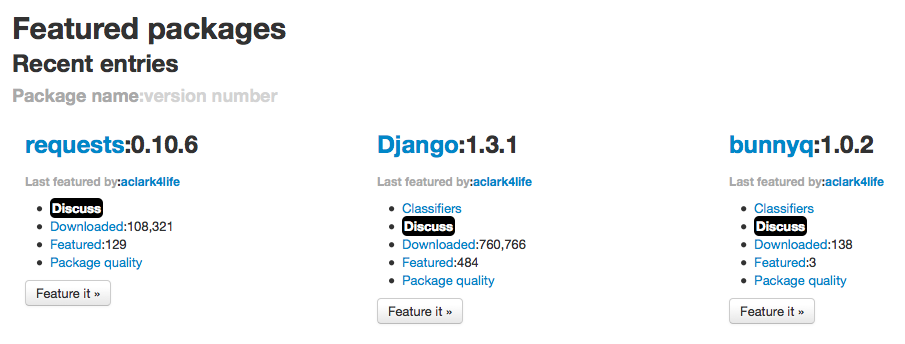 Featured packages
Recent entries
Package name:version number
requests:0.10.6
Last featured by:aclark4life
Discuss
Downloaded:108,321
Featured:129
Package quality
Feature it »
Django:1.3.1
Last featured by:aclark4life
Classifiers
Discuss
Downloaded:760,766
Featured:484
Package quality
Feature it »
bunnyq:1.0.2
Last featured by:aclark4life
Classifiers
Discuss
Downloaded:138
Featured:3
Package quality
Feature it »